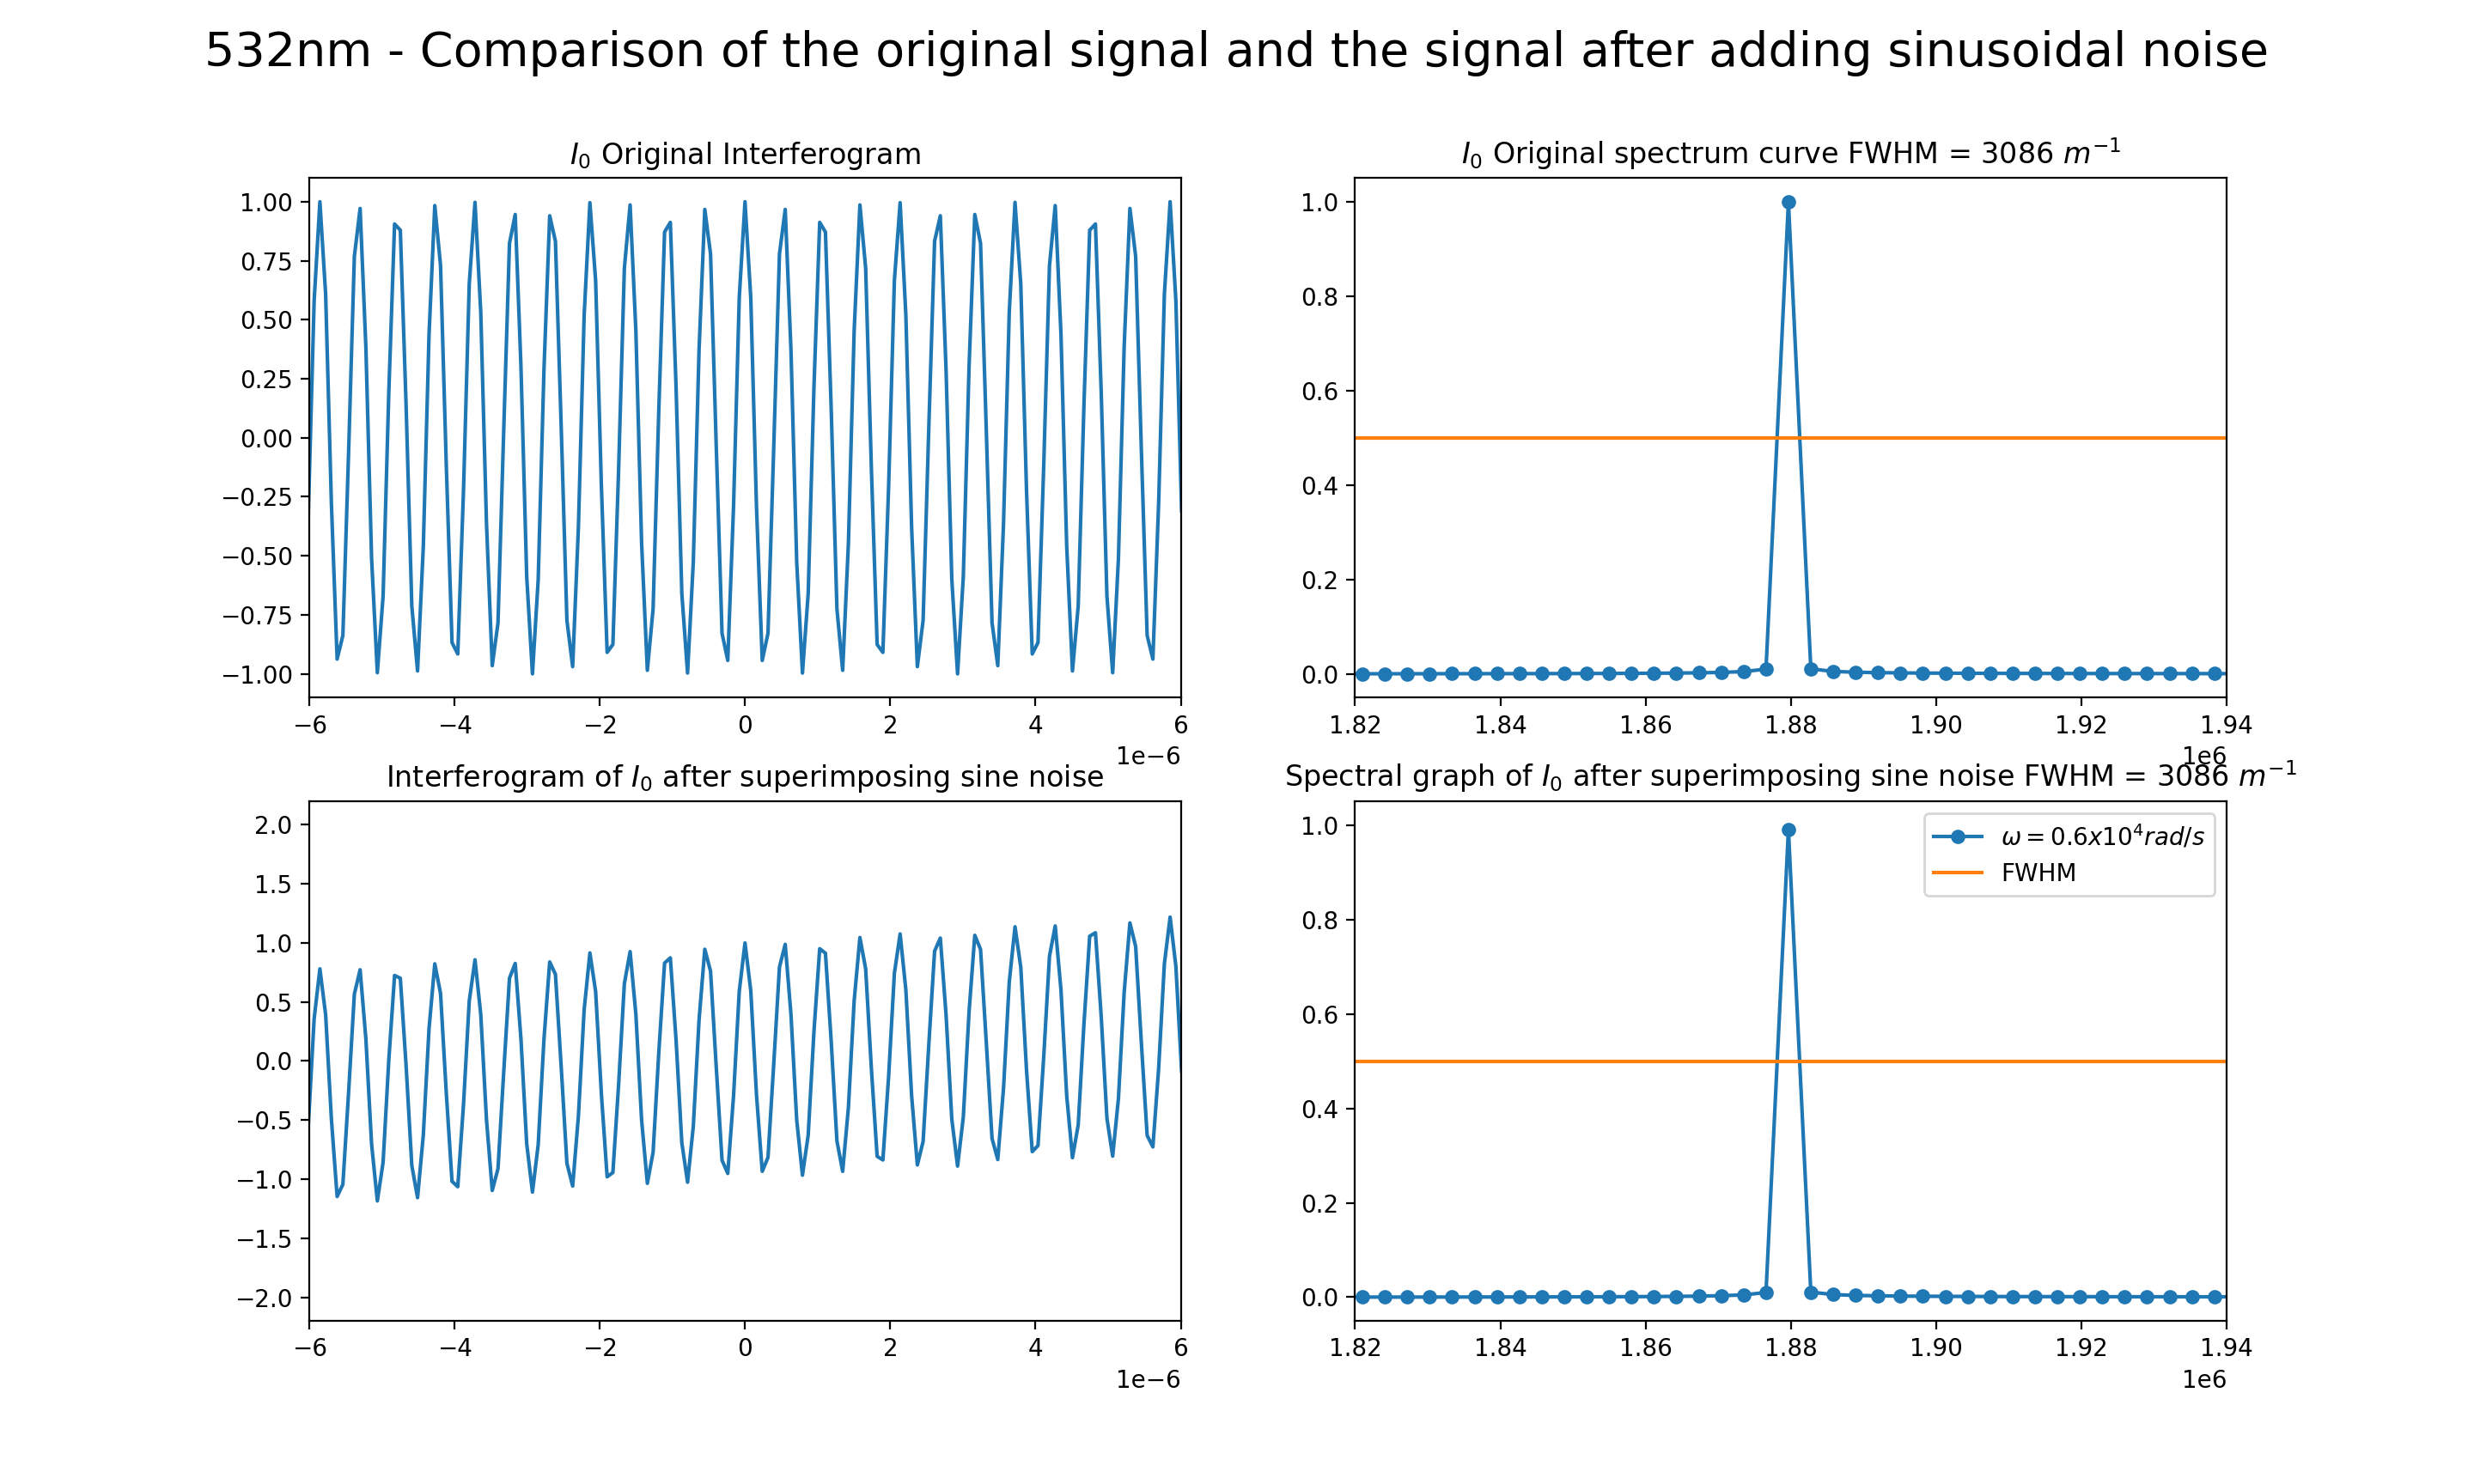 532nm - Comparison of the original signal and the signal after adding sinusoidal noise
I₀ Original Interferogram
1.00
0.75
0.50
0.25
0.00
−0.25
−0.50
−0.75
−1.00
−6 −4 −2 0 2 4 6
1e−6
I₀ Original spectrum curve FWHM = 3086 m⁻¹
1.0
0.8
0.6
0.4
0.2
0.0
1.82 1.84 1.86 1.88 1.90 1.92 1.94
1e6
Interferogram of I₀ after superimposing sine noise
2.0
1.5
1.0
0.5
0.0
−0.5
−1.0
−1.5
−2.0
−6 −4 −2 0 2 4 6
1e−6
Spectral graph of I₀ after superimposing sine noise FWHM = 3086 m⁻¹
ω = 0.6x10⁴rad/s
FWHM
1.0
0.8
0.6
0.4
0.2
0.0
1.82 1.84 1.86 1.88 1.90 1.92 1.94
1e6